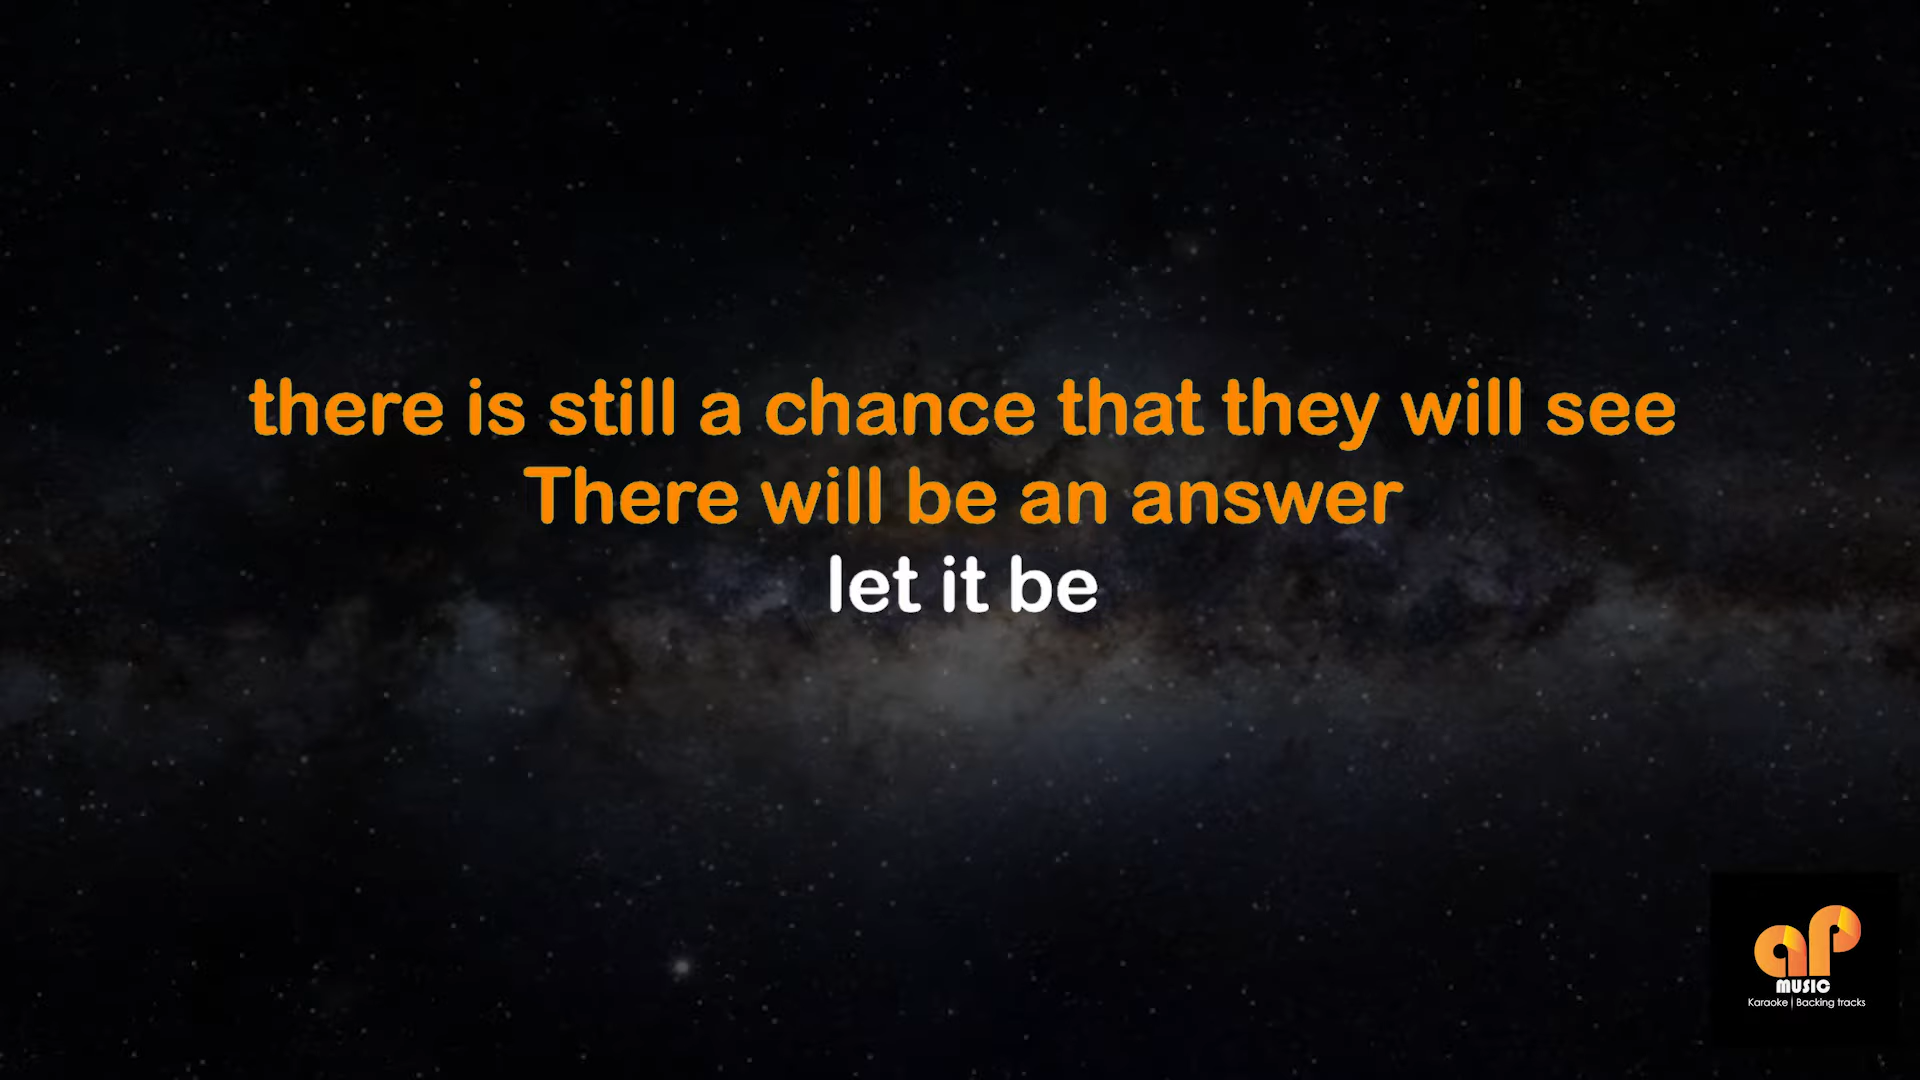 there is still a chance that they will see
There will be an answer
let it be
aP
MUSIC
Karaoke | Backing tracks